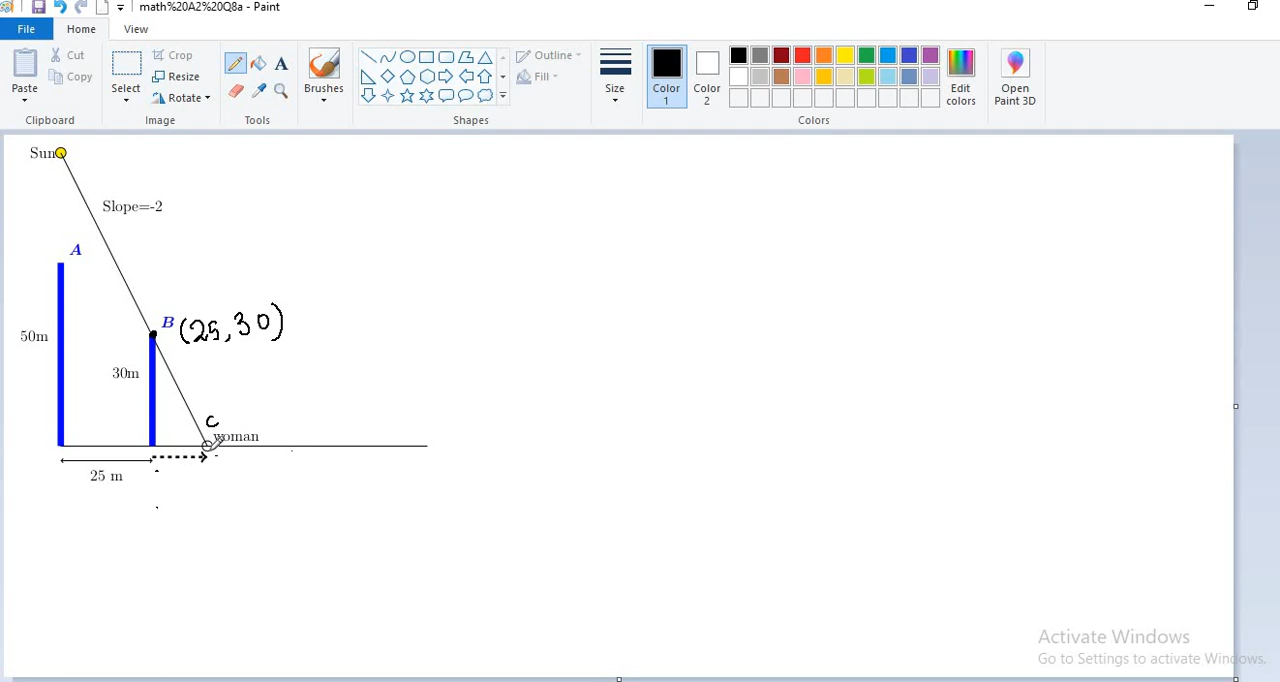 math%20A2%20Q8a - Paint
File Home View
Paste
Cut
Copy
Clipboard
Select
Crop
Resize
Rotate
Image
A
Tools
Brushes
Shapes
Outline
Fill
Size
Color 1
Color 2
Colors
Edit colors
Open Paint 3D
Sun
Slope=-2
A
B (25,30)
50m
30m
C
woman
25 m
Activate Windows
Go to Settings to activate Windows.